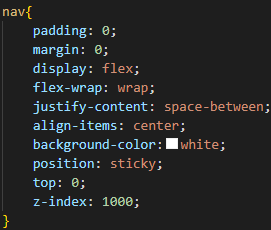 nav{
padding: 0;
margin: 0;
display: flex;
flex-wrap: wrap;
justify-content: space-between;
align-items: center;
background-color: white;
position: sticky;
top: 0;
z-index: 1000;
}